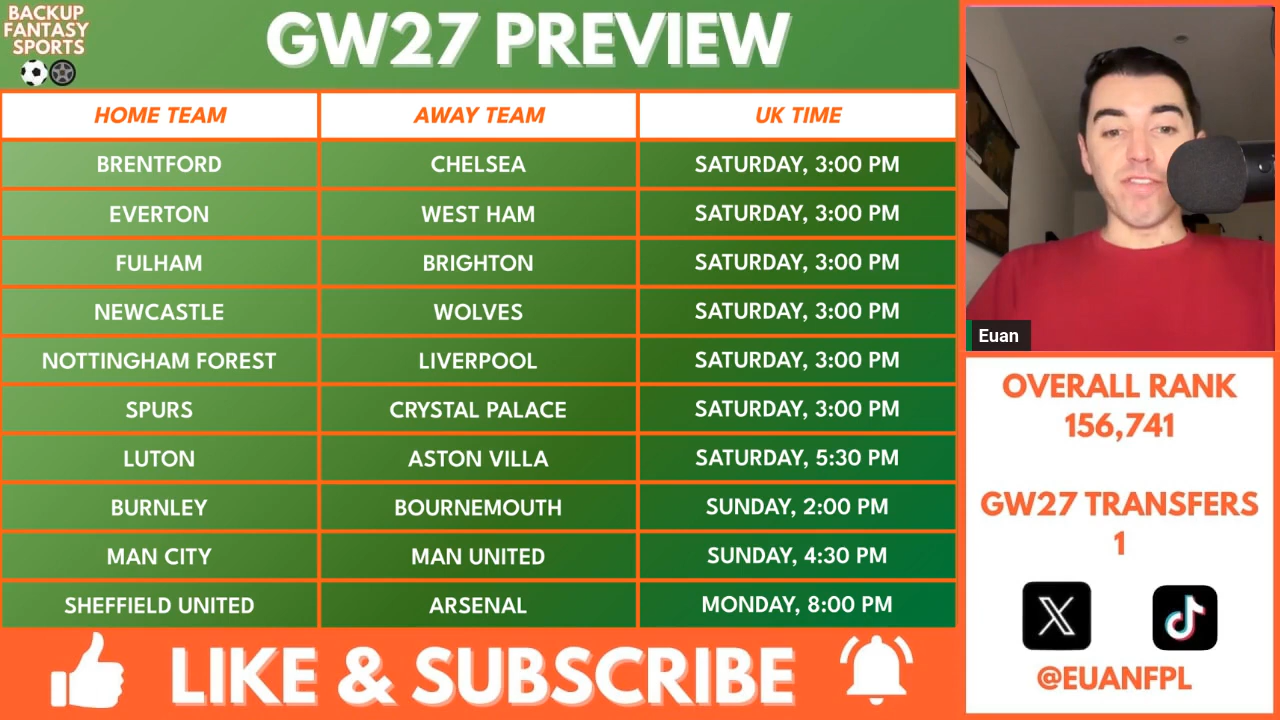 BACKUP
FANTASY
SPORTS
GW27 PREVIEW
HOME TEAM AWAY TEAM UK TIME
BRENTFORD CHELSEA SATURDAY, 3:00 PM
EVERTON WEST HAM SATURDAY, 3:00 PM
FULHAM BRIGHTON SATURDAY, 3:00 PM
NEWCASTLE WOLVES SATURDAY, 3:00 PM
NOTTINGHAM FOREST LIVERPOOL SATURDAY, 3:00 PM
SPURS CRYSTAL PALACE SATURDAY, 3:00 PM
LUTON ASTON VILLA SATURDAY, 5:30 PM
BURNLEY BOURNEMOUTH SUNDAY, 2:00 PM
MAN CITY MAN UNITED SUNDAY, 4:30 PM
SHEFFIELD UNITED ARSENAL MONDAY, 8:00 PM
LIKE & SUBSCRIBE
Euan
OVERALL RANK
156,741
GW27 TRANSFERS
1
@EUANFPL